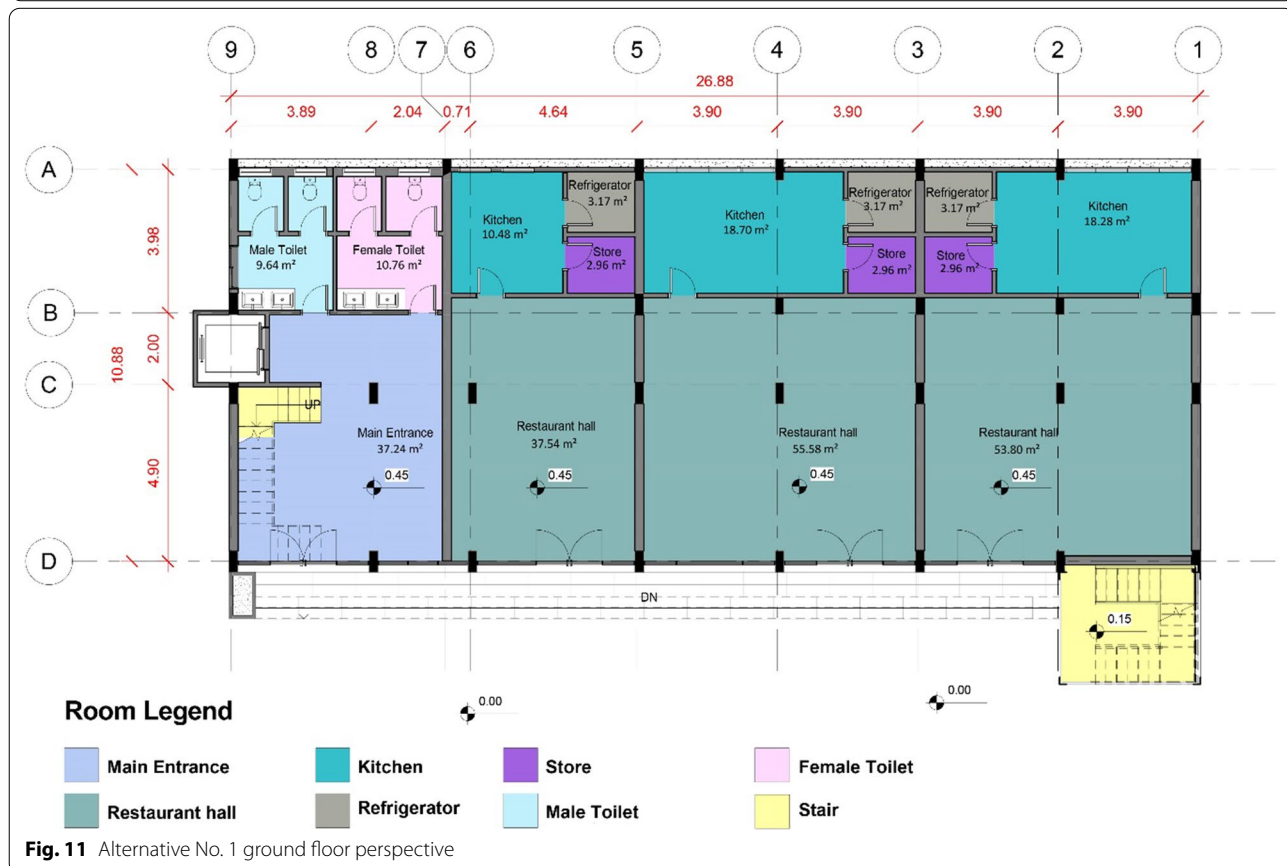 9 8 7 6 5 4 3 2 1
26.88
3.89 2.04 0.71 4.64 3.90 3.90 3.90 3.90
A
B
C
D
10.88
3.98
2.00
4.90
Male Toilet
9.64 m²
Female Toilet
10.76 m²
Kitchen
10.48 m²
Refrigerator
3.17 m²
Store
2.96 m²
Kitchen
18.70 m²
Refrigerator
3.17 m²
Store
2.96 m²
Refrigerator
3.17 m²
Store
2.96 m²
Kitchen
18.28 m²
UP
Main Entrance
37.24 m²
0.45
Restaurant hall
37.54 m²
0.45
Restaurant hall
55.58 m²
0.45
Restaurant hall
53.80 m²
0.45
DN
0.15
0.00
0.00
Room Legend
Main Entrance Kitchen Store Female Toilet
Restaurant hall Refrigerator Male Toilet Stair
Fig. 11 Alternative No. 1 ground floor perspective